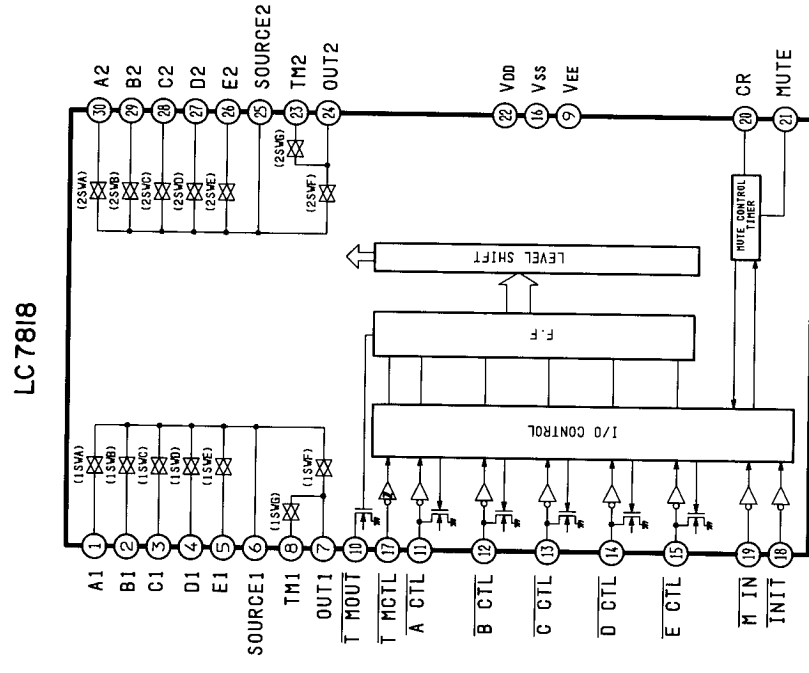 LC7818
A1
1
(1SWA)
B1
2
(1SWB)
C1
3
(1SWC)
D1
4
(1SWD)
E1
5
(1SWE)
SOURCE1
6
TM1
8
(1SWG)
OUT1
7
(1SWF)
T MOUT
10
T MCTL
17
A CTL
11
B CTL
12
C CTL
13
D CTL
14
E CTL
15
M IN
19
INIT
18
I/O CONTROL
F.F
LEVEL SHIFT
MUTE CONTROL
TIMER
A2
30
(2SWA)
B2
29
(2SWB)
C2
28
(2SWC)
D2
27
(2SWD)
E2
26
(2SWE)
SOURCE2
25
TM2
23
(2SWG)
OUT2
24
(2SWF)
22
VDD
16
VSS
9
VEE
20
CR
21
MUTE